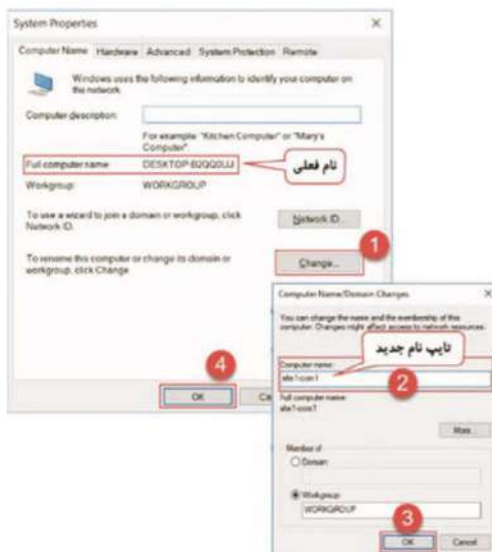 System Properties
Computer Name Hardware Advanced System Protection Remote
Windows uses the following information to identify your computer on
the network.
Computer description:
For example: "Kitchen Computer" or "Mary's
Computer".
Full computer name: DESKTOP-B2QQ0UJ
نام فعلی
Workgroup: WORKGROUP
To use a wizard to join a domain or workgroup, click
Network ID.
Network ID...
1
To rename this computer or change its domain or
workgroup, click Change.
Change...
4
OK
Computer Name/Domain Changes
You can change the name and the membership of this
computer. Changes might affect access to network resources.
تایپ نام جدید
Computer name:
2
Full computer name:
More...
Member of
Domain:
Workgroup:
WORKGROUP
3
OK Cancel